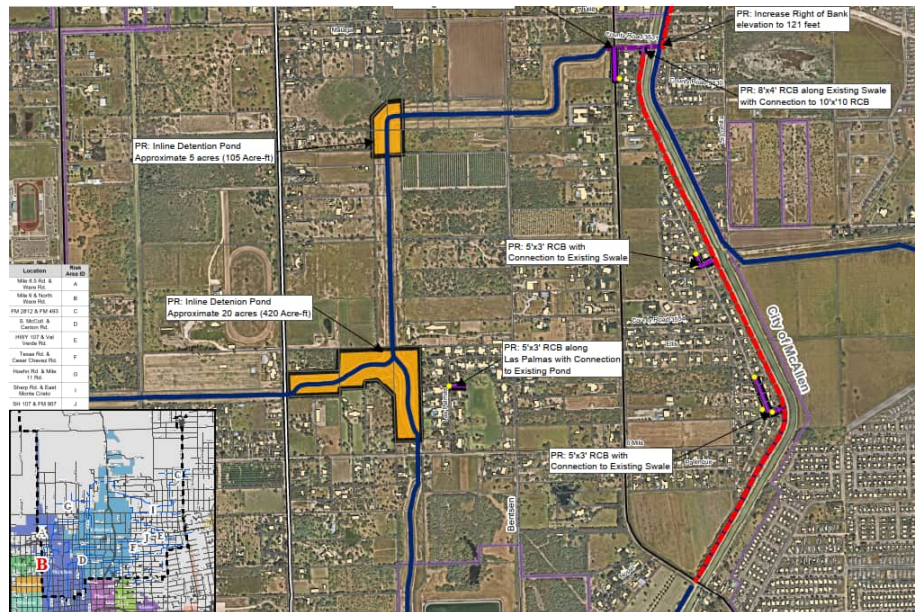 PR: Increase Right of Bank
elevation to 121 feet
PR: 8'x4' RCB along Existing Swale
with Connection to 10'x'10 RCB
PR: Inline Detention Pond
Approximate 5 acres (105 Acre-ft)
PR: 5'x3' RCB with
Connection to Existing Swale
Location Risk Area ID
Mile 6.5 Rd. & Ware Rd. A
Mile 6 & North Ware Rd. B
FM 2812 & FM 493 C
S. McColl & Canton Rd. D
HWY 107 & Val Verde Rd. E
Texas Rd. & Cesar Chavez Rd. F
Hoehn Rd. & Mile 11 Rd. G
Sharp Rd. & East Monte Cristo I
SH 107 & FM 907 J
PR: Inline Detenion Pond
Approximate 20 acres (420 Acre-ft)
City of McAllen
PR: 5'x3' RCB along
Las Palmas with Connection
to Existing Pond
PR: 5'x3' RCB with
Connection to Existing Swale
Bentsen
A
B
C
D
E
F
G
I
J